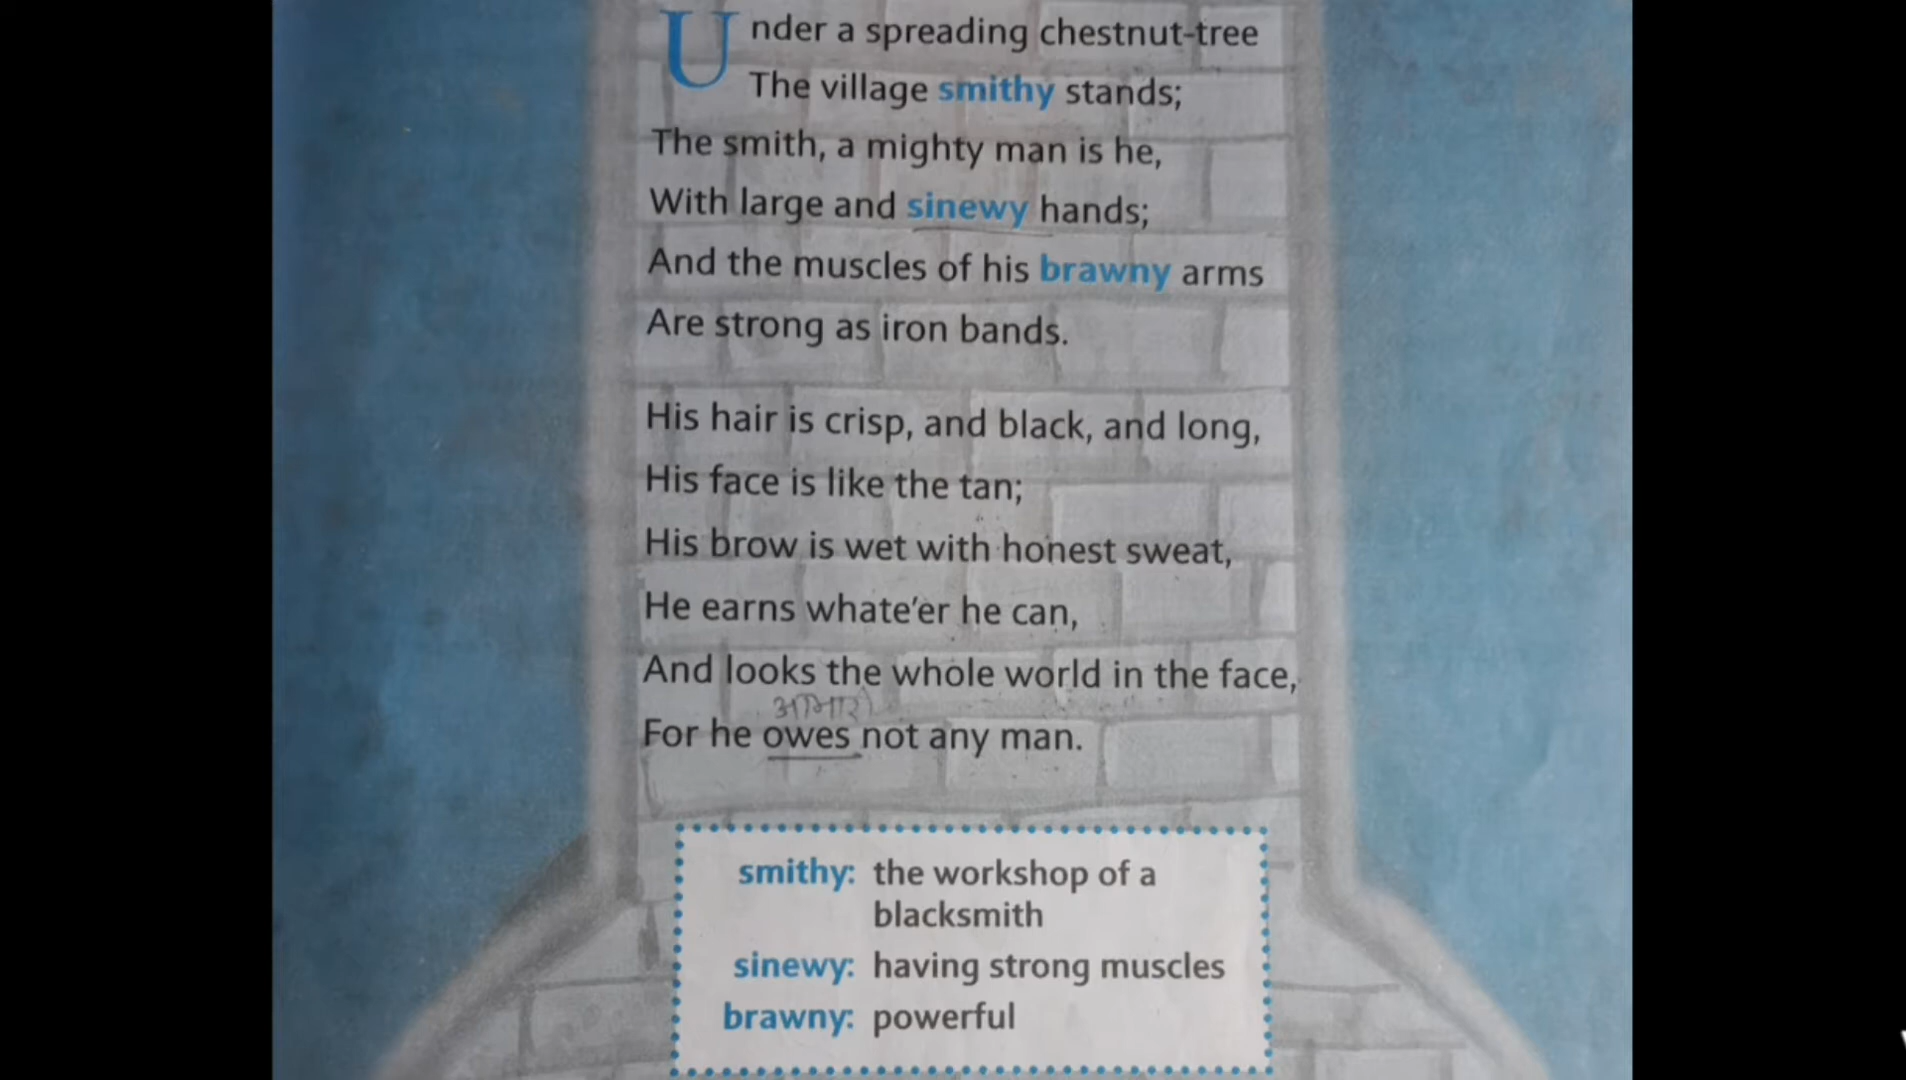 Under a spreading chestnut-tree
The village smithy stands;
The smith, a mighty man is he,
With large and sinewy hands;
And the muscles of his brawny arms
Are strong as iron bands.
His hair is crisp, and black, and long,
His face is like the tan;
His brow is wet with honest sweat,
He earns whate'er he can,
And looks the whole world in the face,
आभारी
For he owes not any man.
smithy: the workshop of a
blacksmith
sinewy: having strong muscles
brawny: powerful